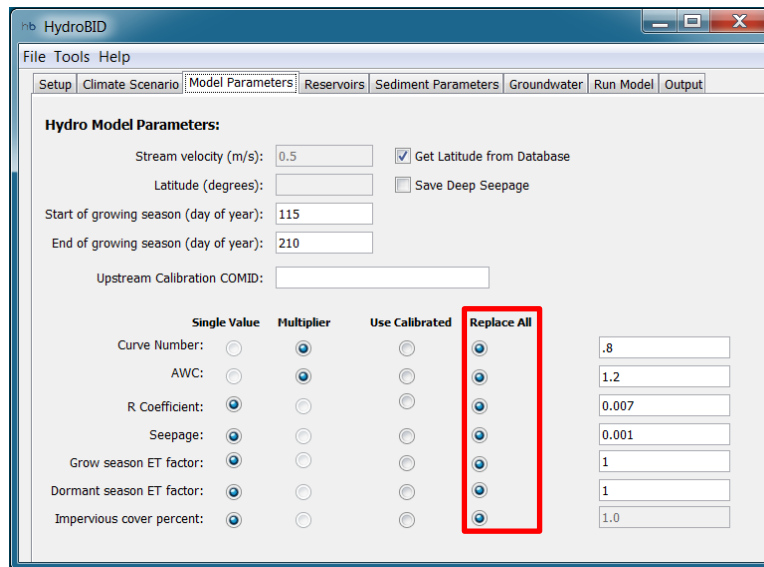 hb HydroBID
File Tools Help
Setup Climate Scenario Model Parameters Reservoirs Sediment Parameters Groundwater Run Model Output
Hydro Model Parameters:
Stream velocity (m/s): 0.5 Get Latitude from Database
Latitude (degrees): Save Deep Seepage
Start of growing season (day of year): 115
End of growing season (day of year): 210
Upstream Calibration COMID:
Single Value Multiplier Use Calibrated Replace All
Curve Number: .8
AWC: 1.2
R Coefficient: 0.007
Seepage: 0.001
Grow season ET factor: 1
Dormant season ET factor: 1
Impervious cover percent: 1.0